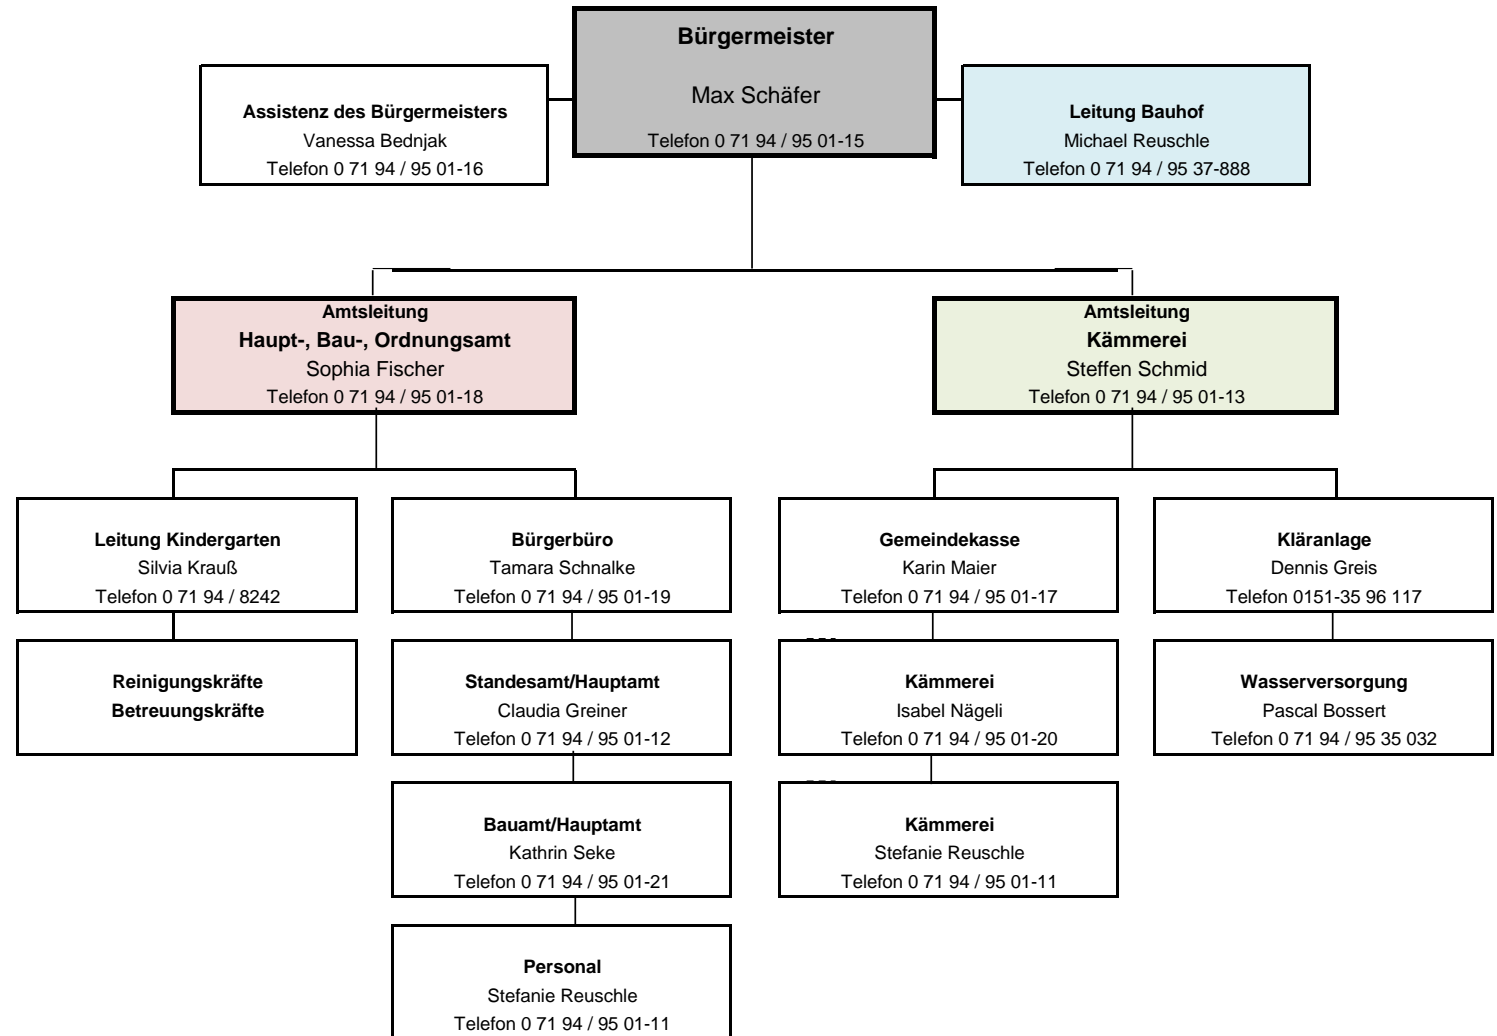 Bürgermeister
Max Schäfer
Telefon 0 71 94 / 95 01-15
Assistenz des Bürgermeisters
Vanessa Bednjak
Telefon 0 71 94 / 95 01-16
Leitung Bauhof
Michael Reuschle
Telefon 0 71 94 / 95 37-888
Amtsleitung
Haupt-, Bau-, Ordnungsamt
Sophia Fischer
Telefon 0 71 94 / 95 01-18
Amtsleitung
Kämmerei
Steffen Schmid
Telefon 0 71 94 / 95 01-13
Leitung Kindergarten
Silvia Krauß
Telefon 0 71 94 / 8242
Bürgerbüro
Tamara Schnalke
Telefon 0 71 94 / 95 01-19
Gemeindekasse
Karin Maier
Telefon 0 71 94 / 95 01-17
Kläranlage
Dennis Greis
Telefon 0151-35 96 117
Reinigungskräfte
Betreuungskräfte
Standesamt/Hauptamt
Claudia Greiner
Telefon 0 71 94 / 95 01-12
Kämmerei
Isabel Nägeli
Telefon 0 71 94 / 95 01-20
Wasserversorgung
Pascal Bossert
Telefon 0 71 94 / 95 35 032
Bauamt/Hauptamt
Kathrin Seke
Telefon 0 71 94 / 95 01-21
Kämmerei
Stefanie Reuschle
Telefon 0 71 94 / 95 01-11
Personal
Stefanie Reuschle
Telefon 0 71 94 / 95 01-11